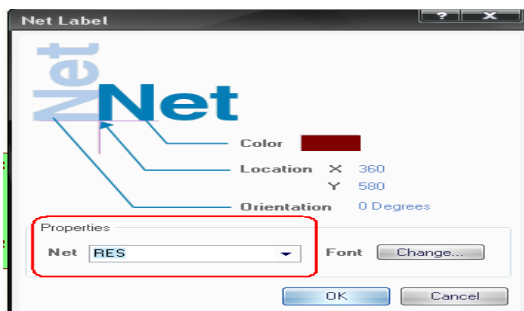 Net Label
Net
Net
Color
Location X 360
Y 580
Orientation 0 Degrees
Properties
Net RES
Font Change...
OK Cancel